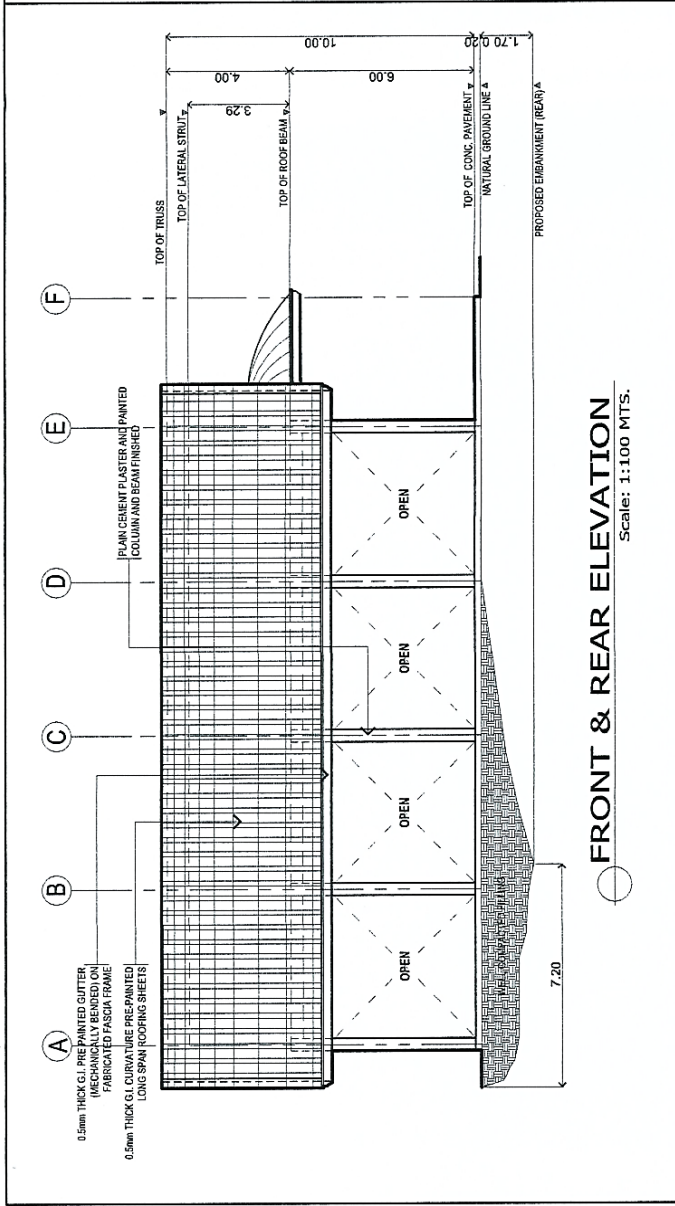 A
B
C
D
E
F
0.5mm THICK G.I. PRE PAINTED GUTTER
(MECHANICALLY BENDED) ON
FABRICATED FASCIA FRAME
0.5mm THICK G.I. CURVATURE PRE-PAINTED
LONG SPAN ROOFING SHEETS
PLAIN CEMENT PLASTER AND PAINTED
COLUMN AND BEAM FINISHED
TOP OF TRUSS
TOP OF LATERAL STRUT
TOP OF ROOF BEAM
TOP OF CONC. PAVEMENT
NATURAL GROUND LINE
PROPOSED EMBANKMENT (REAR)
3.29
4.00
6.00
10.00
1.70
0.20
OPEN
OPEN
OPEN
OPEN
WELL COMPACTED FILLING
7.20
FRONT & REAR ELEVATION
Scale: 1:100 MTS.